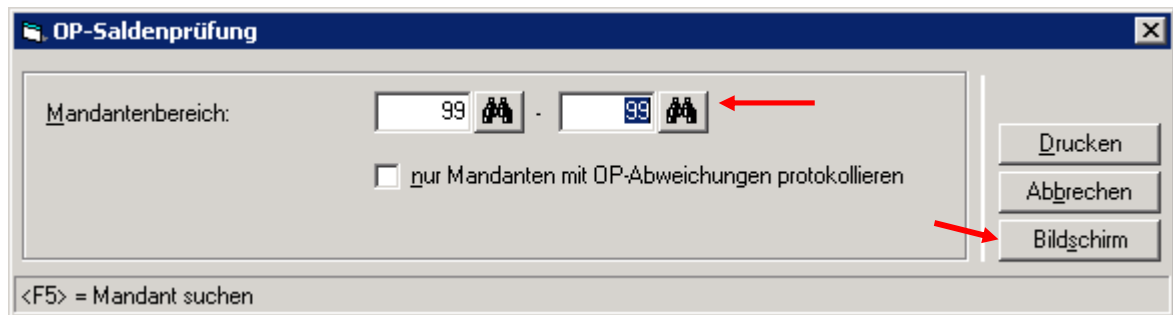 OP-Saldenprüfung
Mandantenbereich: 99 - 99
nur Mandanten mit OP-Abweichungen protokollieren
Drucken
Abbrechen
Bildschirm
<F5> = Mandant suchen